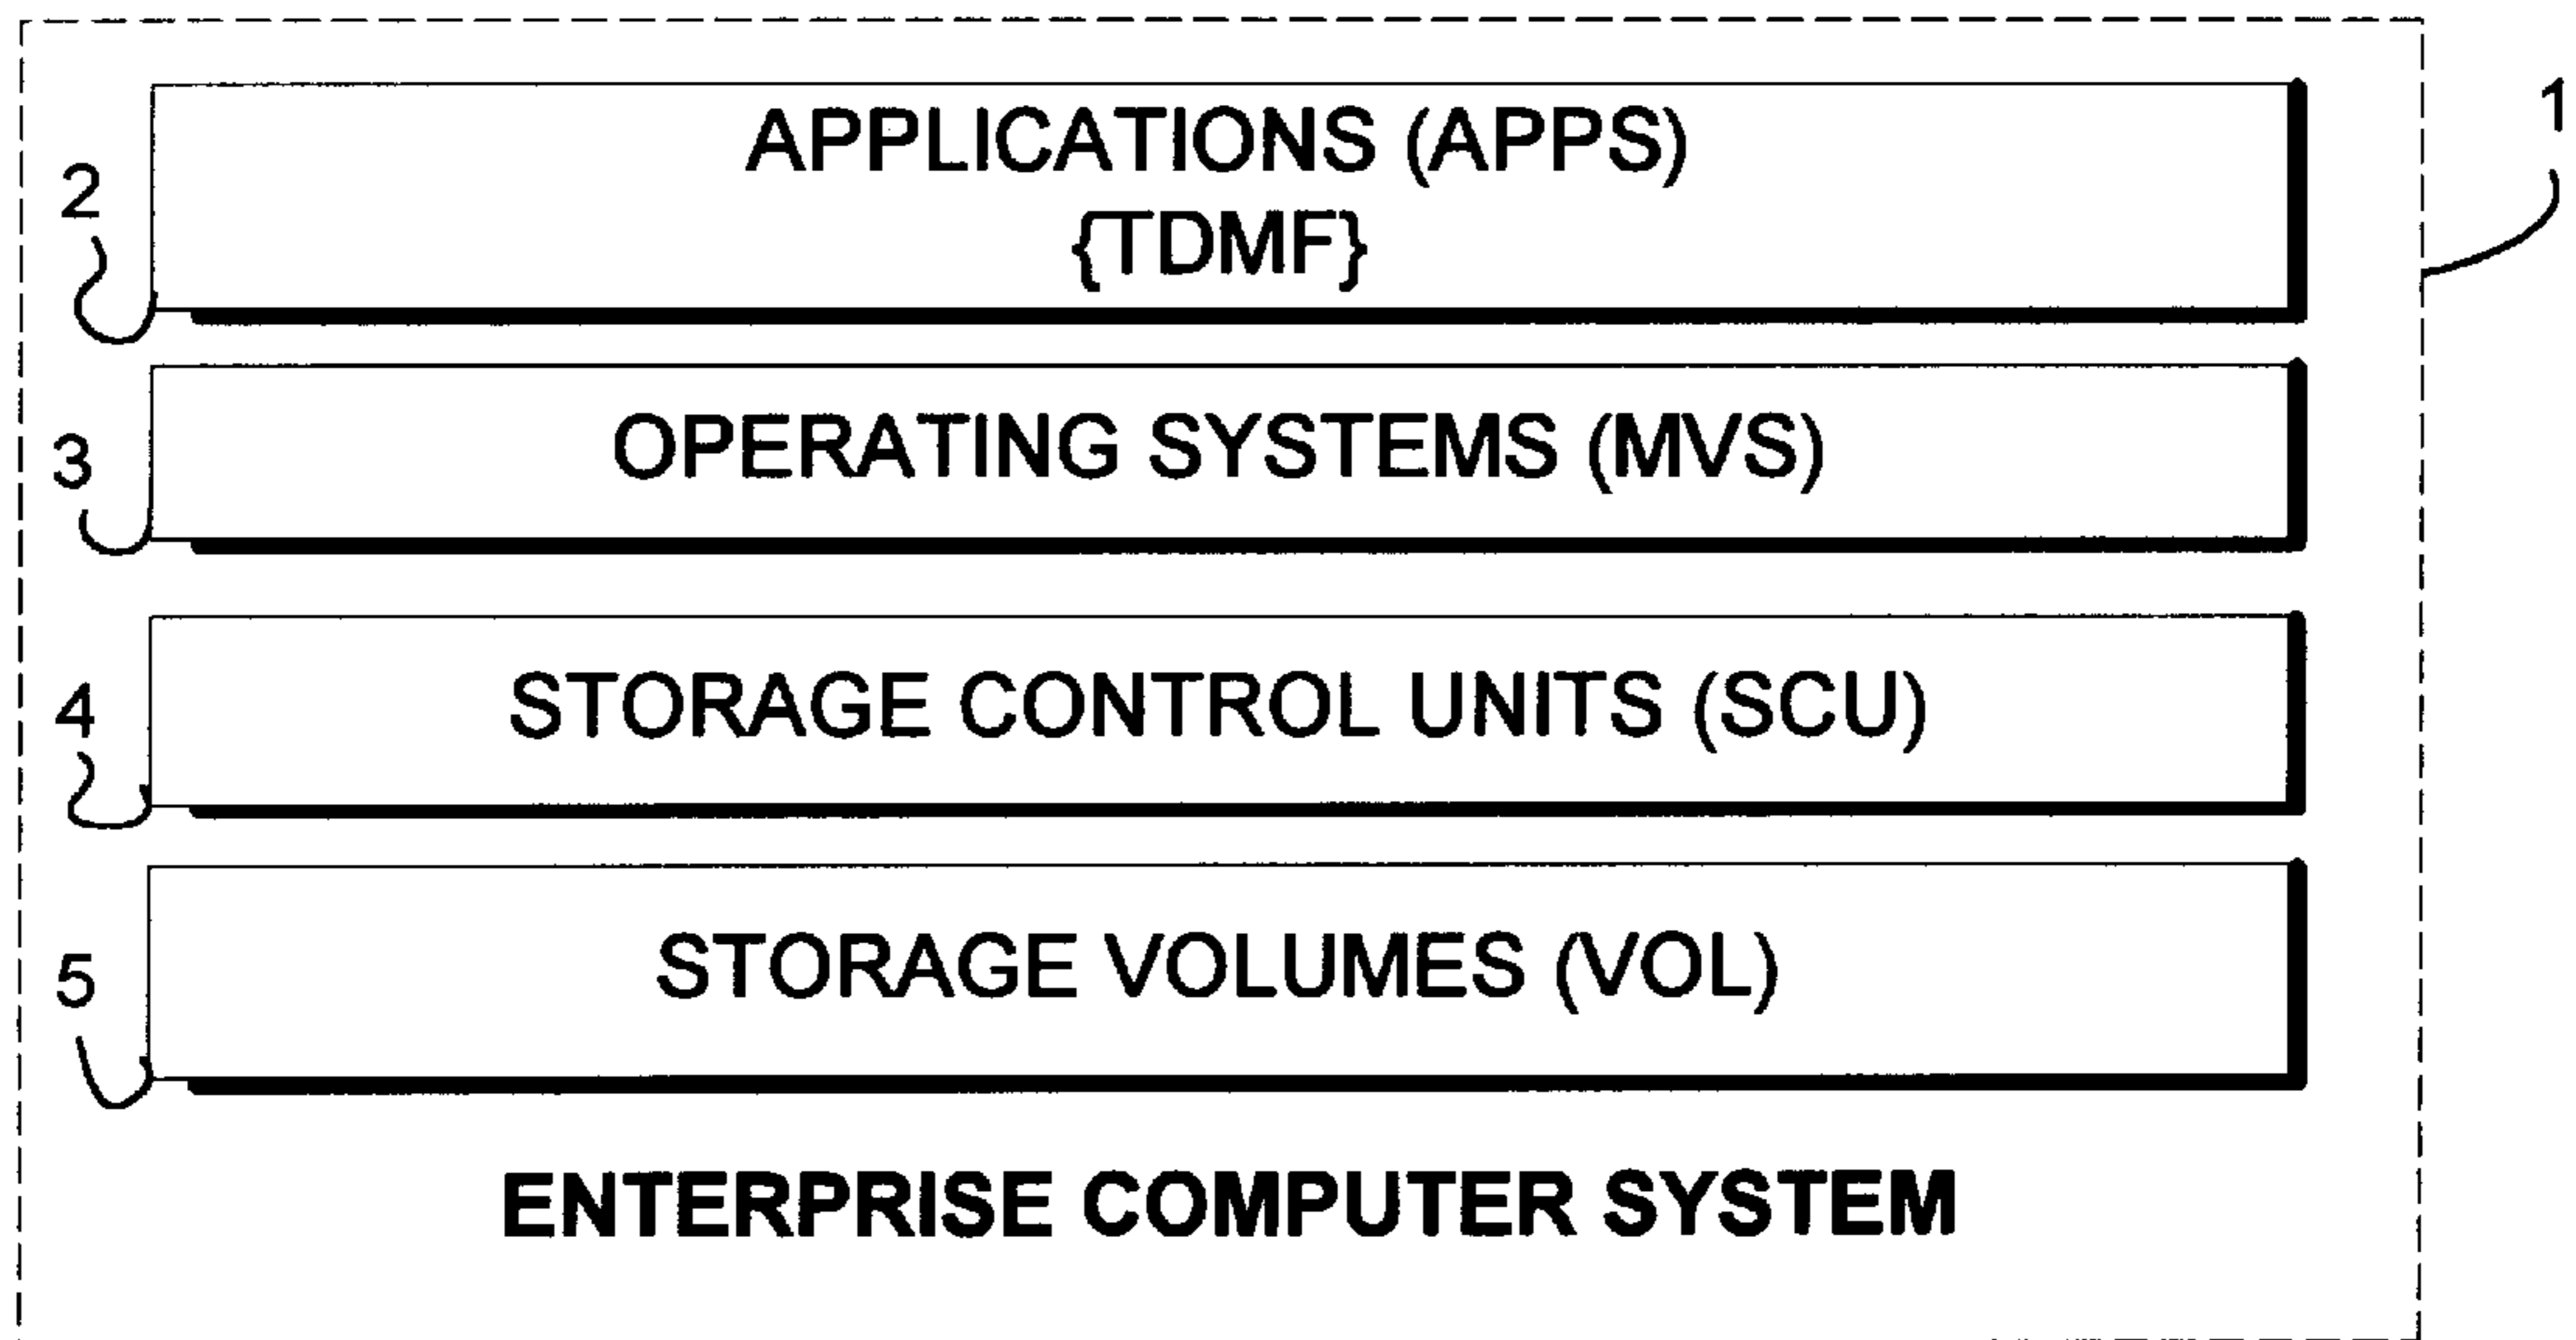 1
2
APPLICATIONS (APPS)
{TDMF}
3
OPERATING SYSTEMS (MVS)
4
STORAGE CONTROL UNITS (SCU)
5
STORAGE VOLUMES (VOL)
ENTERPRISE COMPUTER SYSTEM